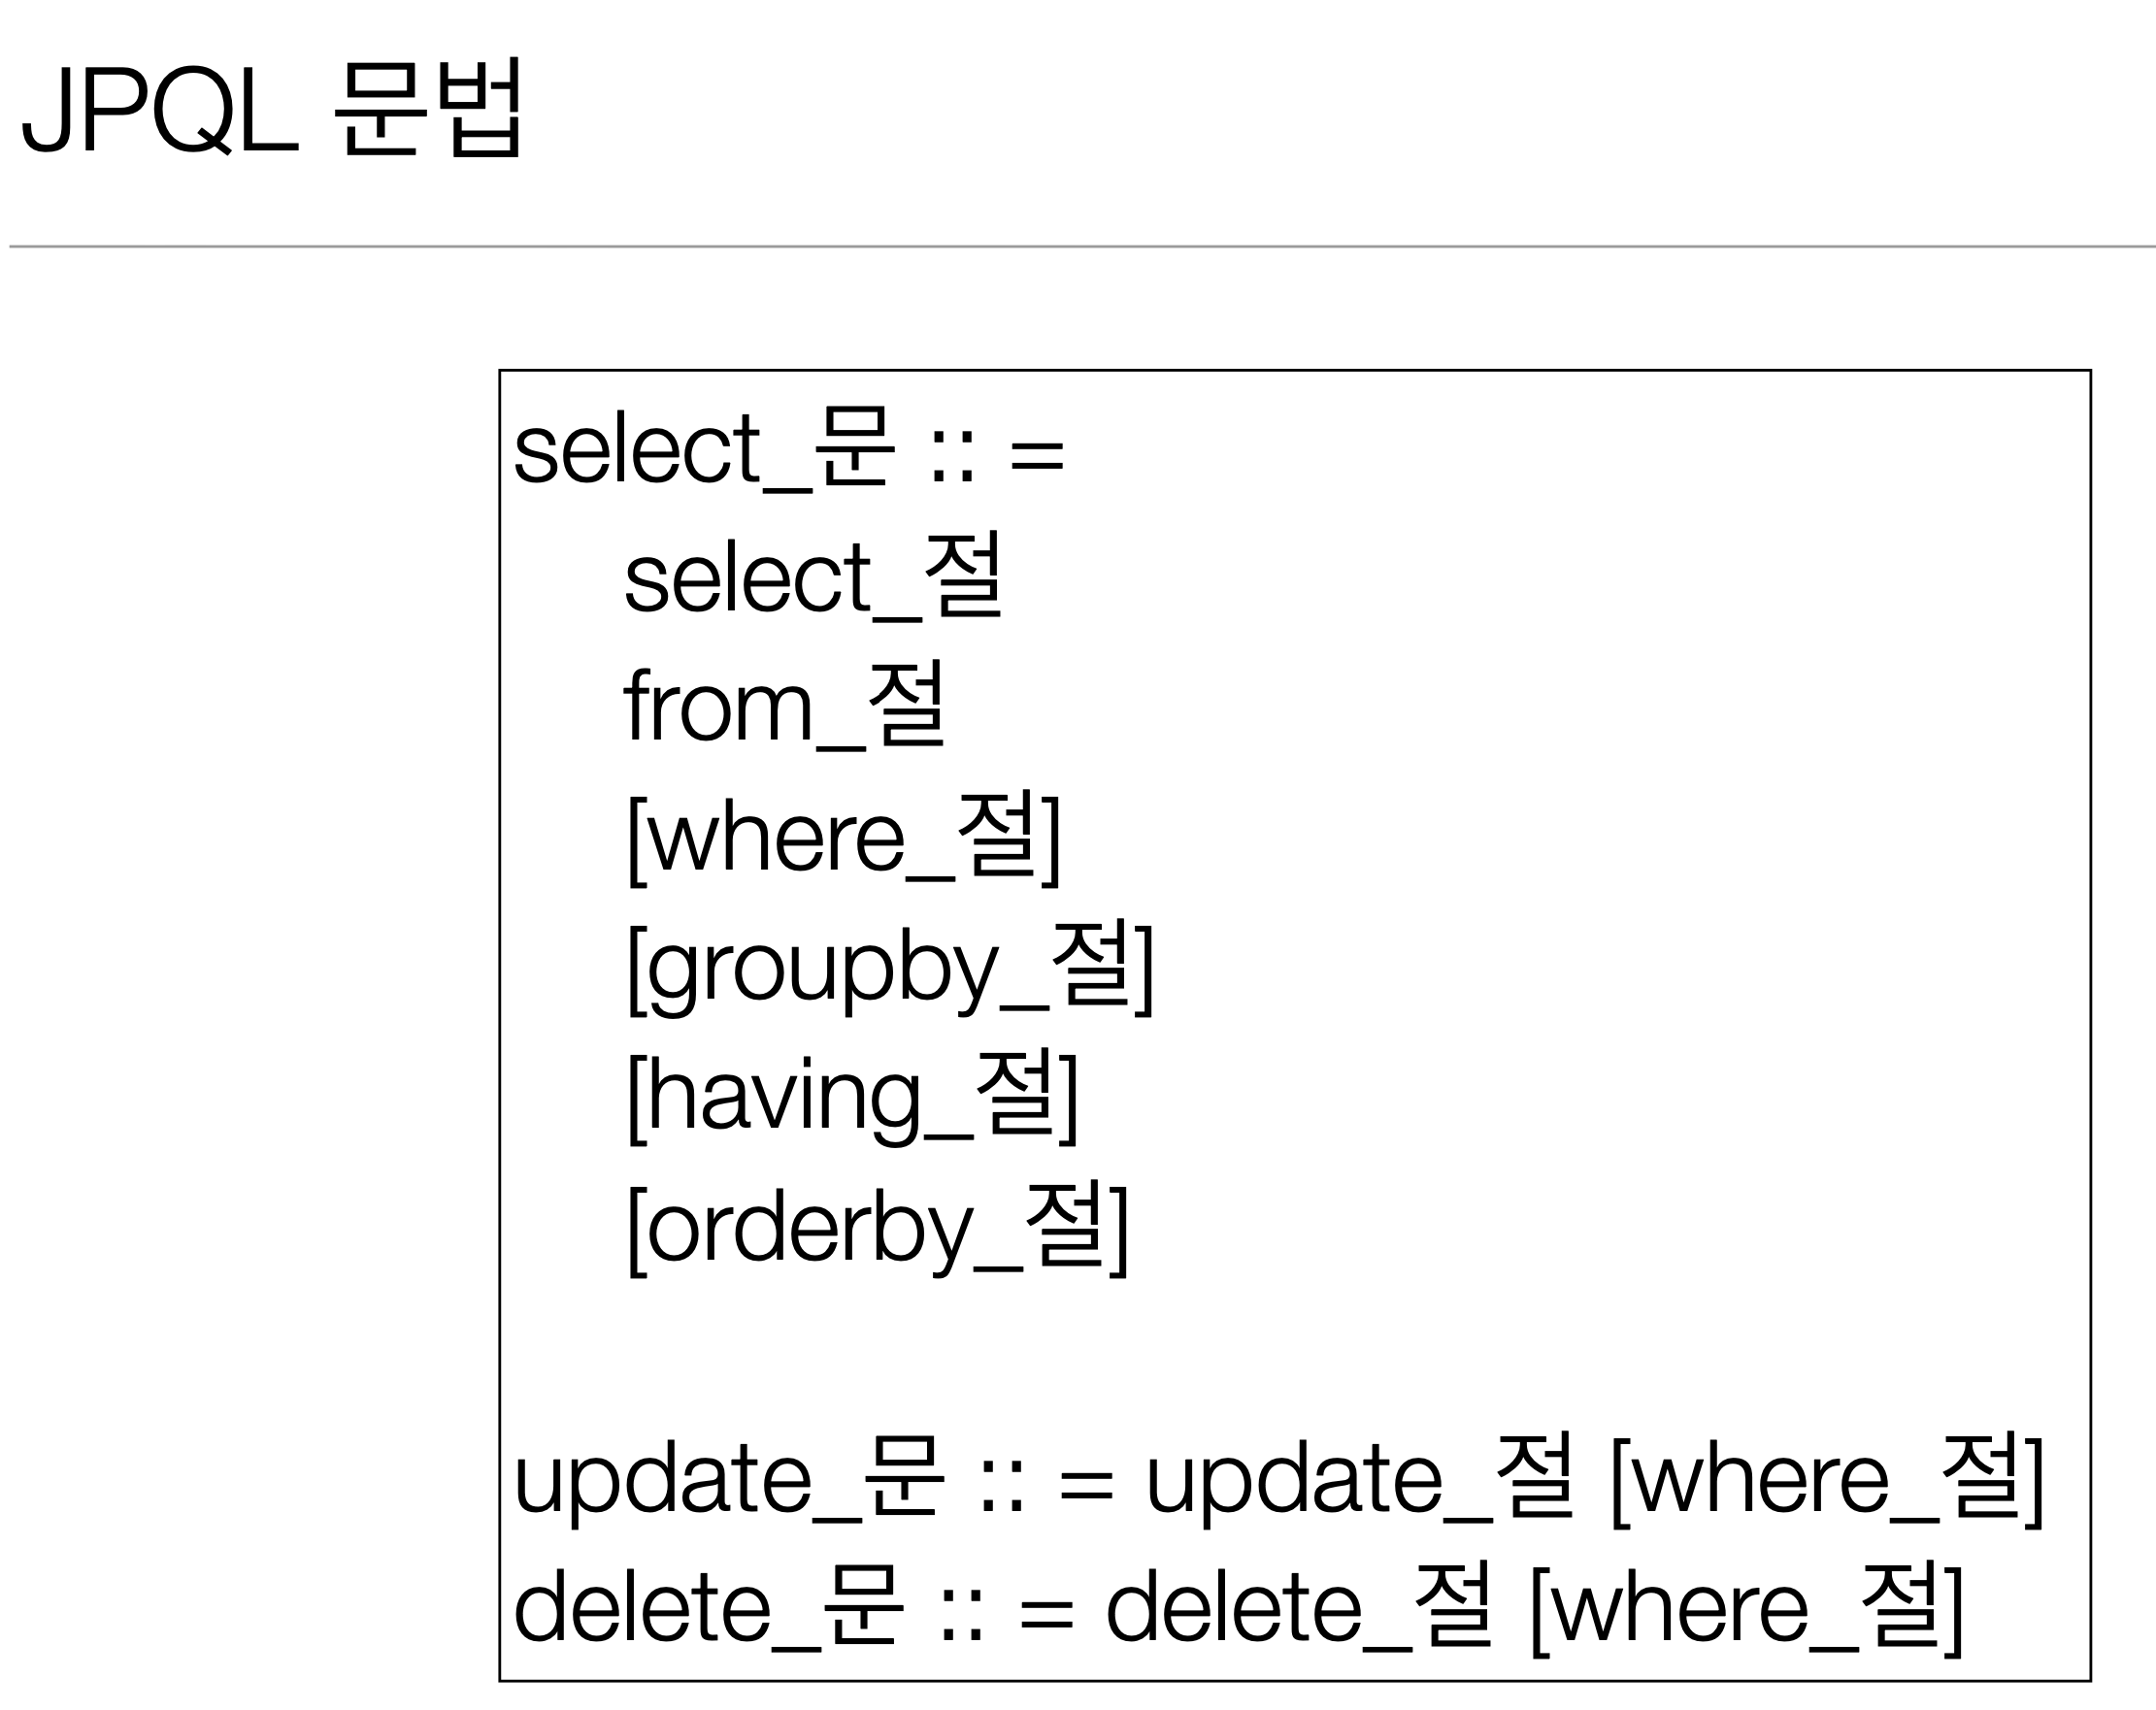 JPQL 문법
select_문 :: =
select_절
from_절
[where_절]
[groupby_절]
[having_절]
[orderby_절]
update_문 :: = update_절 [where_절]
delete_문 :: = delete_절 [where_절]